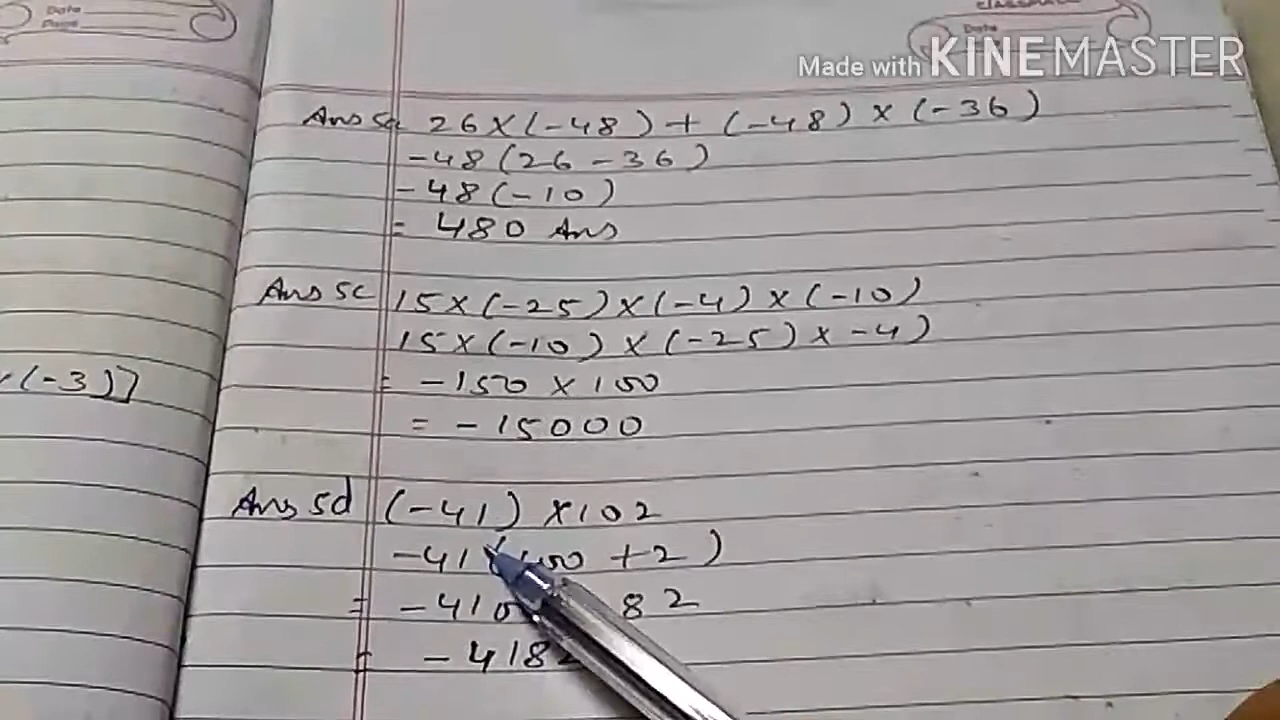 Date
Page
CLASSMATE
Date
Made with KINEMASTER
Ans 5a 26 × (-48) + (-48) × (-36)
-48 (26 - 36)
-48 (-10)
= 480 Ans
Ans 5c 15 × (-25) × (-4) × (-10)
15 × (-10) × (-25) × -4)
× (-3)]
= -150 × 100
= -15000
Ans 5d (-41) × 102
-41 (100 + 2)
= -410 82
= -4182